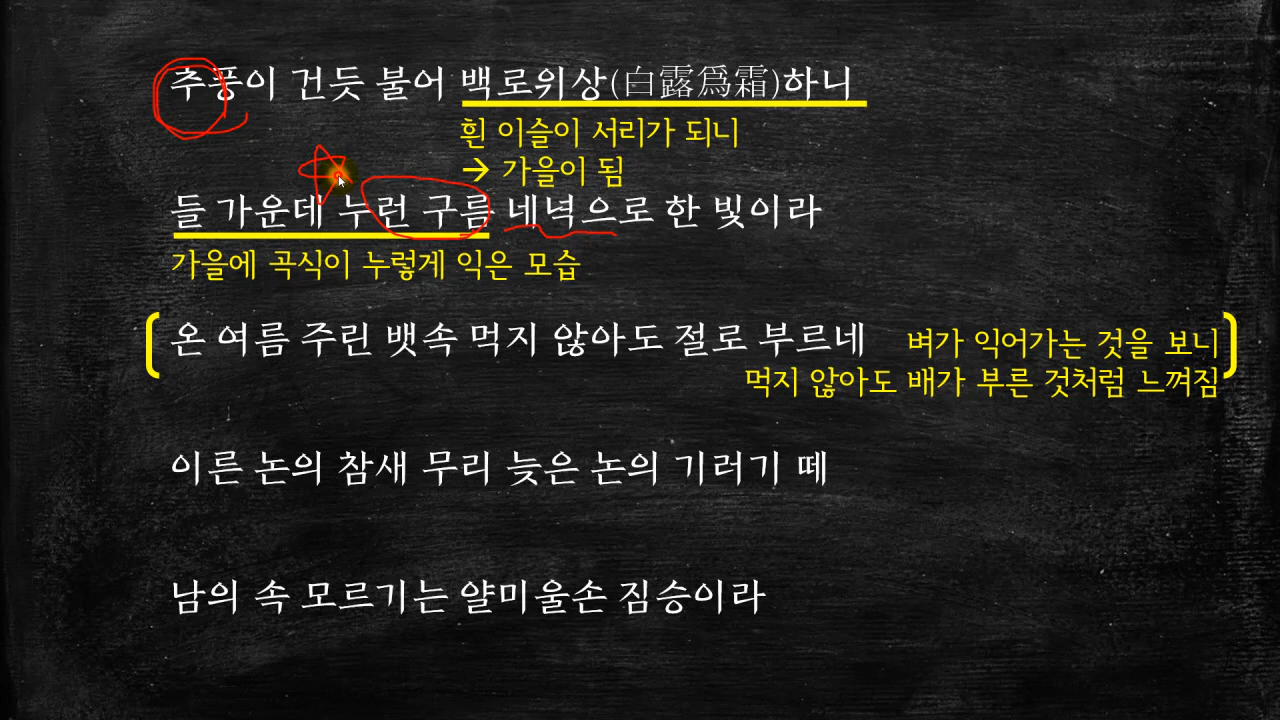 추풍이 건듯 불어 백로위상(白露爲霜)하니
흰 이슬이 서리가 되니
→ 가을이 됨
들 가운데 누런 구름 네녁으로 한 빛이라
가을에 곡식이 누렇게 익은 모습
온 여름 주린 뱃속 먹지 않아도 절로 부르네
벼가 익어가는 것을 보니
먹지 않아도 배가 부른 것처럼 느껴짐
이른 논의 참새 무리 늦은 논의 기러기 떼
남의 속 모르기는 얄미울손 짐승이라